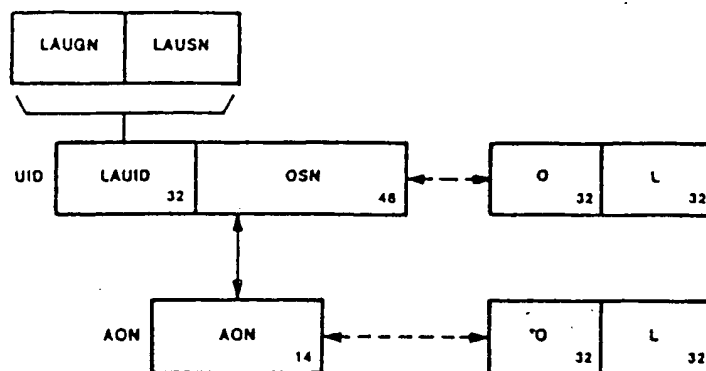 LAUGN LAUSN
UID LAUID 32 OSN 48 O 32 L 32
AON AON 14 O 32 L 32